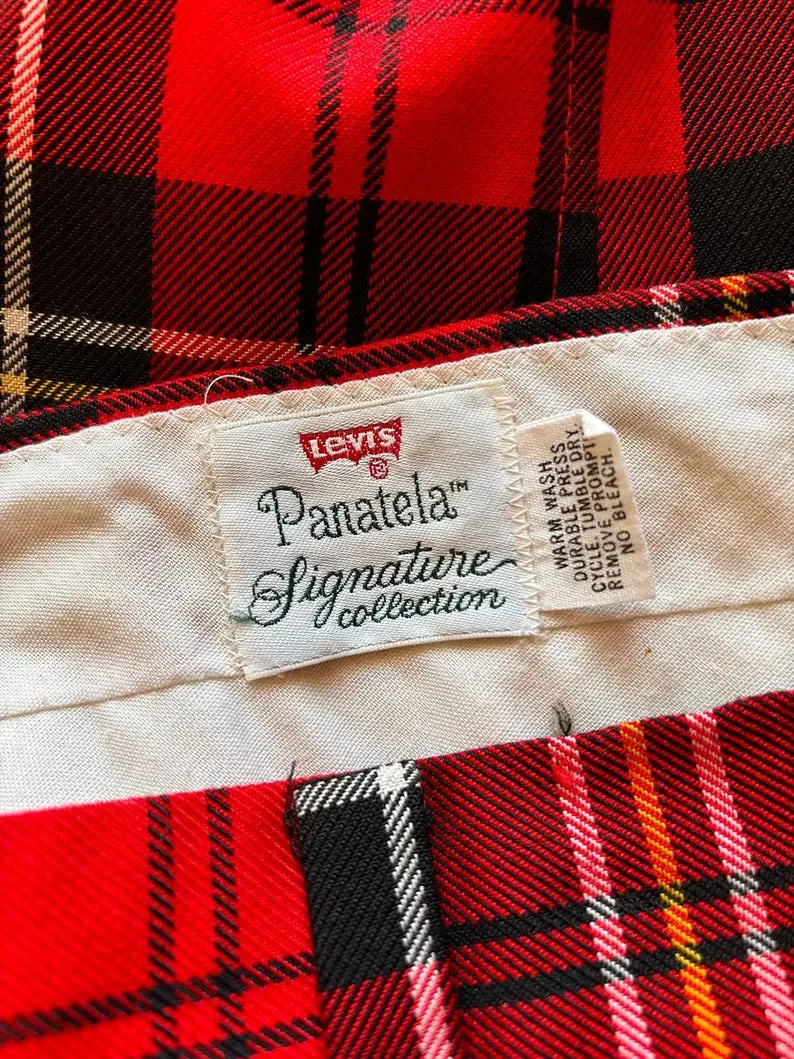 LEVI'S
®
Panatela™
Signature
collection
WARM WASH
DURABLE PRESS
CYCLE. TUMBLE DRY.
REMOVE PROMPT
NO BLEACH.